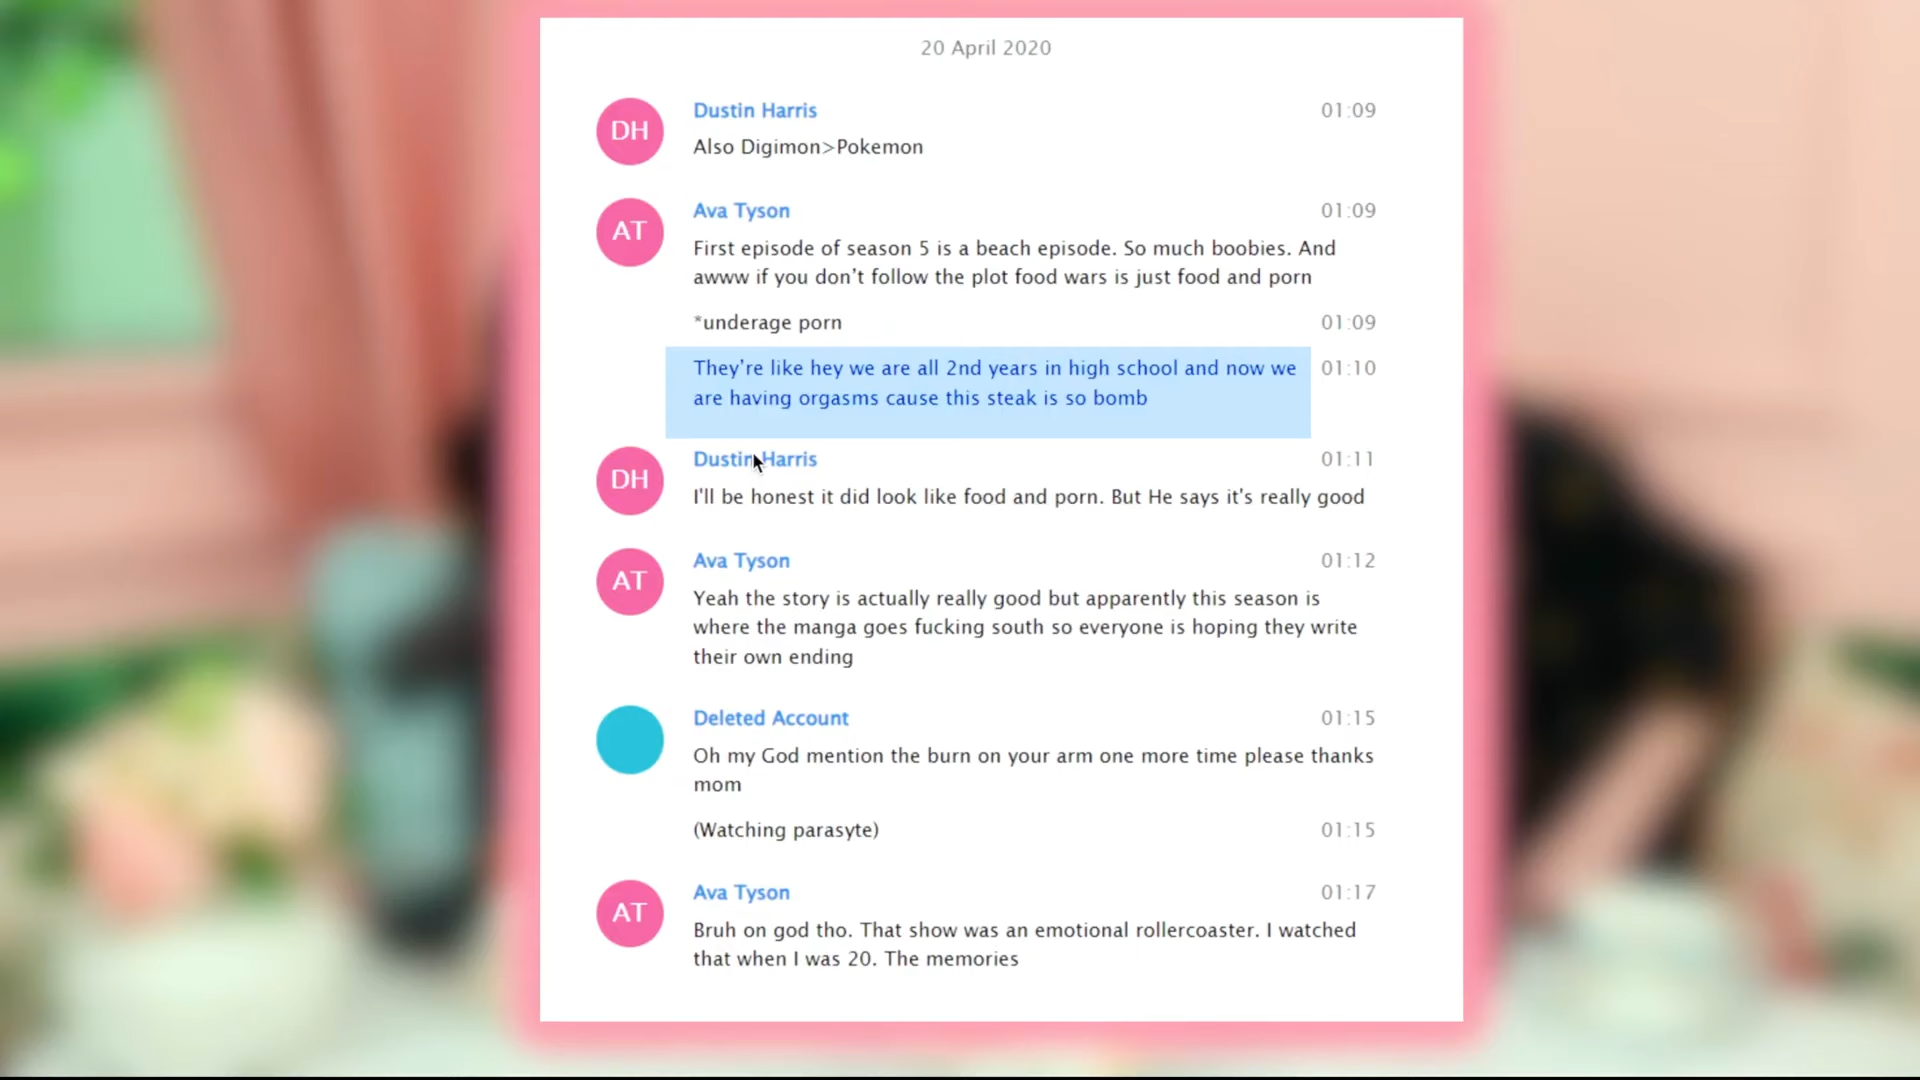 20 April 2020
DH
Dustin Harris 01:09
Also Digimon>Pokemon
AT
Ava Tyson 01:09
First episode of season 5 is a beach episode. So much boobies. And
awww if you don't follow the plot food wars is just food and porn
*underage porn 01:09
They're like hey we are all 2nd years in high school and now we 01:10
are having orgasms cause this steak is so bomb
DH
Dustin Harris 01:11
I'll be honest it did look like food and porn. But He says it's really good
AT
Ava Tyson 01:12
Yeah the story is actually really good but apparently this season is
where the manga goes fucking south so everyone is hoping they write
their own ending
Deleted Account 01:15
Oh my God mention the burn on your arm one more time please thanks
mom
(Watching parasyte) 01:15
AT
Ava Tyson 01:17
Bruh on god tho. That show was an emotional rollercoaster. I watched
that when I was 20. The memories